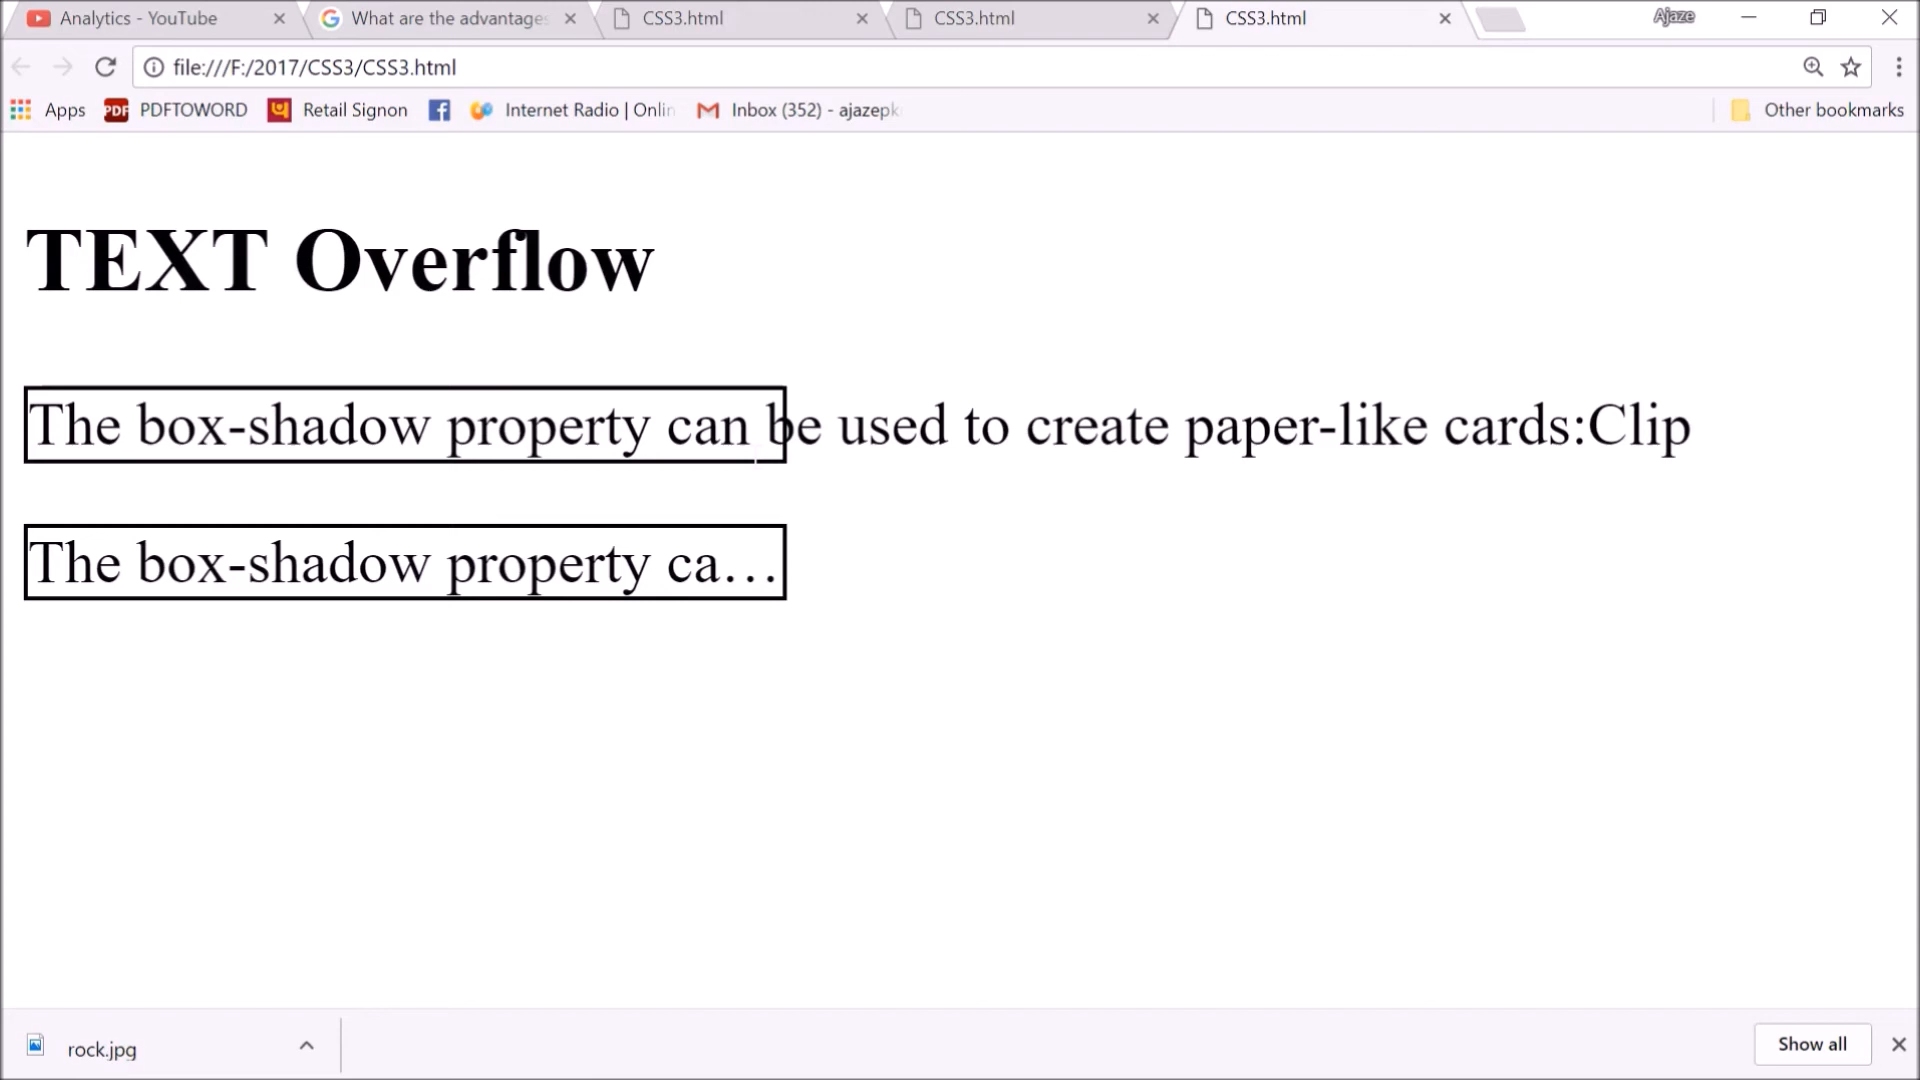 Analytics - YouTube
What are the advantages
CSS3.html
CSS3.html
CSS3.html
Ajaze
file:///F:/2017/CSS3/CSS3.html
Apps
PDF
PDFTOWORD
Retail Signon
Internet Radio | Onlin
Inbox (352) - ajazepk
Other bookmarks
TEXT Overflow
The box-shadow property can be used to create paper-like cards:Clip
The box-shadow property ca…
rock.jpg
Show all